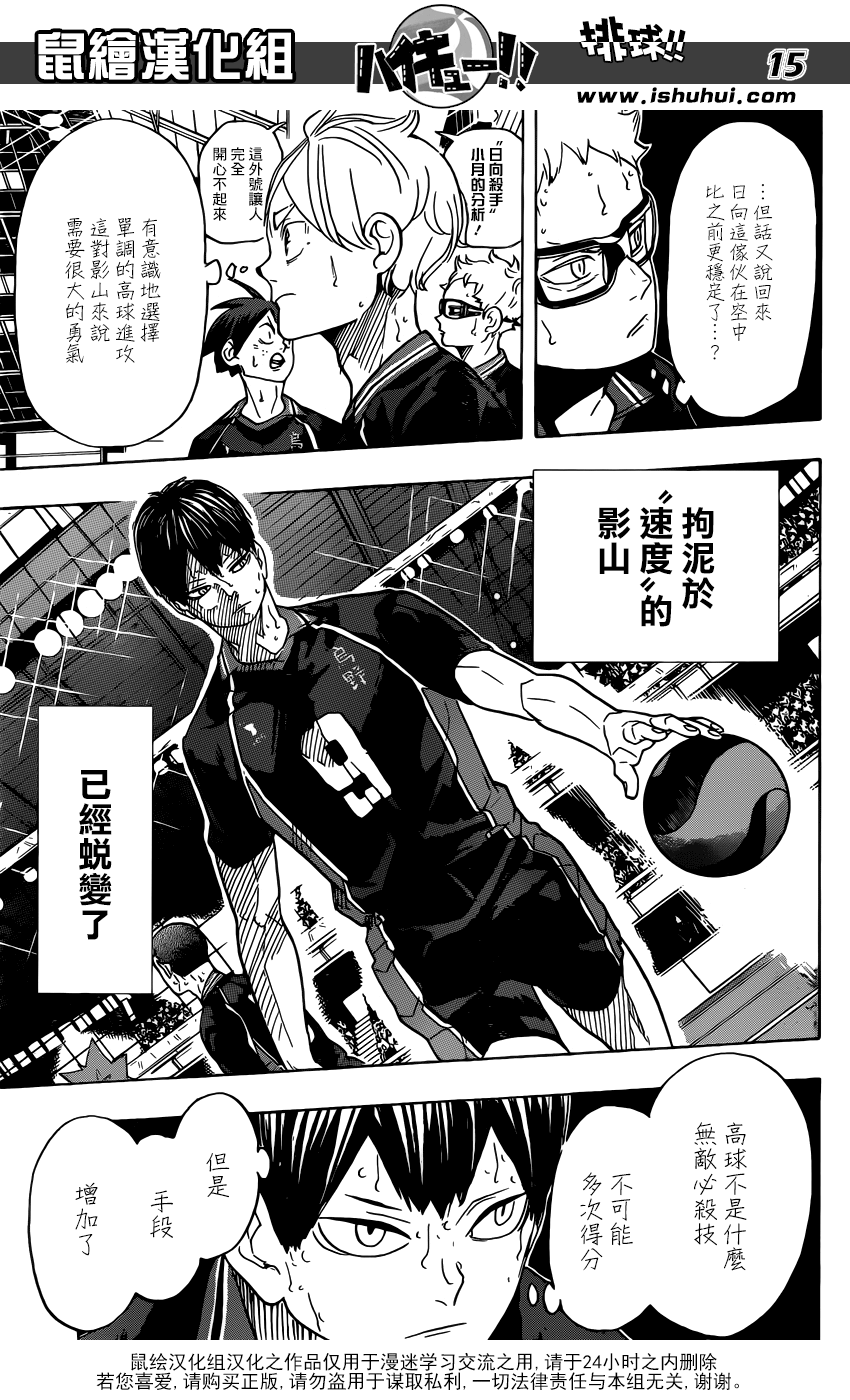 鼠繪漢化組
ハイキュー!!
排球!!
15
www.ishuhui.com
…但話又說回來
日向這傢伙在空中
比之前更穩定了…?
“日向殺手”
小月的分析!
這外號讓人
完全
開心不起來
有意識地選擇
單調的高球進攻
這對影山來說
需要很大的勇氣
拘泥於
“速度”的
影山
已經蛻變了
高球不是什麼
無敵必殺技
不可能
多次得分
但是
手段
增加了
鼠绘汉化组汉化之作品仅用于漫迷学习交流之用, 请于24小时之内删除
若您喜爱, 请购买正版, 请勿盗用于谋取私利, 一切法律责任与本组无关, 谢谢。